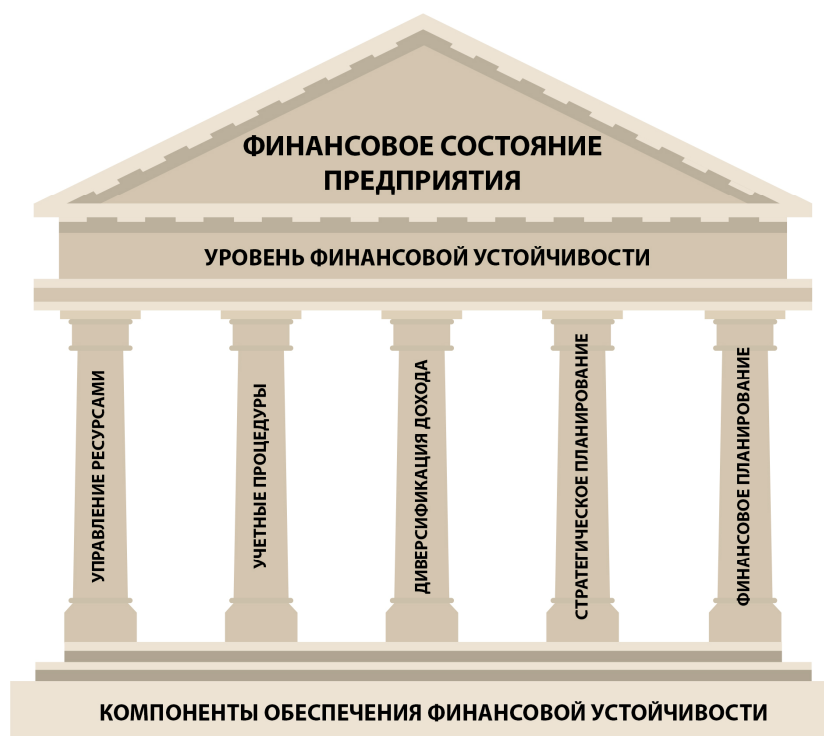 ФИНАНСОВОЕ СОСТОЯНИЕ
ПРЕДПРИЯТИЯ
УРОВЕНЬ ФИНАНСОВОЙ УСТОЙЧИВОСТИ
УПРАВЛЕНИЕ РЕСУРСАМИ
УЧЕТНЫЕ ПРОЦЕДУРЫ
ДИВЕРСИФИКАЦИЯ ДОХОДА
СТРАТЕГИЧЕСКОЕ ПЛАНИРОВАНИЕ
ФИНАНСОВОЕ ПЛАНИРОВАНИЕ
КОМПОНЕНТЫ ОБЕСПЕЧЕНИЯ ФИНАНСОВОЙ УСТОЙЧИВОСТИ